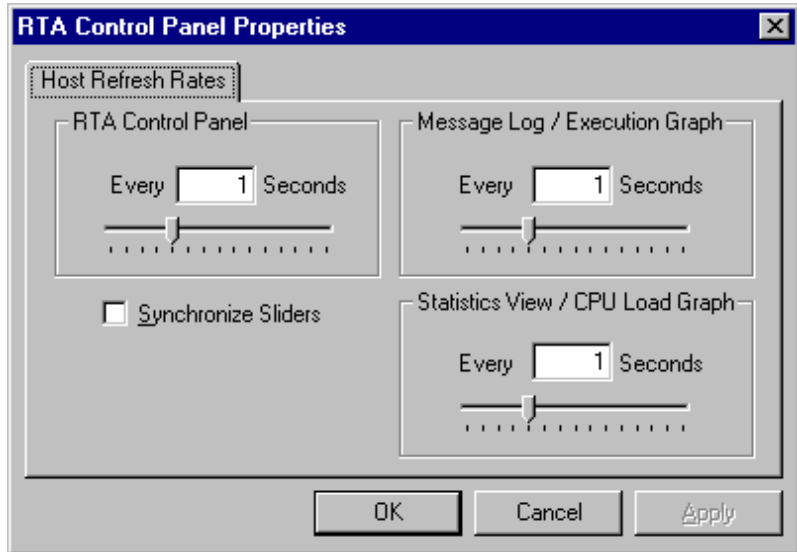 RTA Control Panel Properties
Host Refresh Rates
RTA Control Panel
Every 1 Seconds
Synchronize Sliders
Message Log / Execution Graph
Every 1 Seconds
Statistics View / CPU Load Graph
Every 1 Seconds
OK Cancel Apply